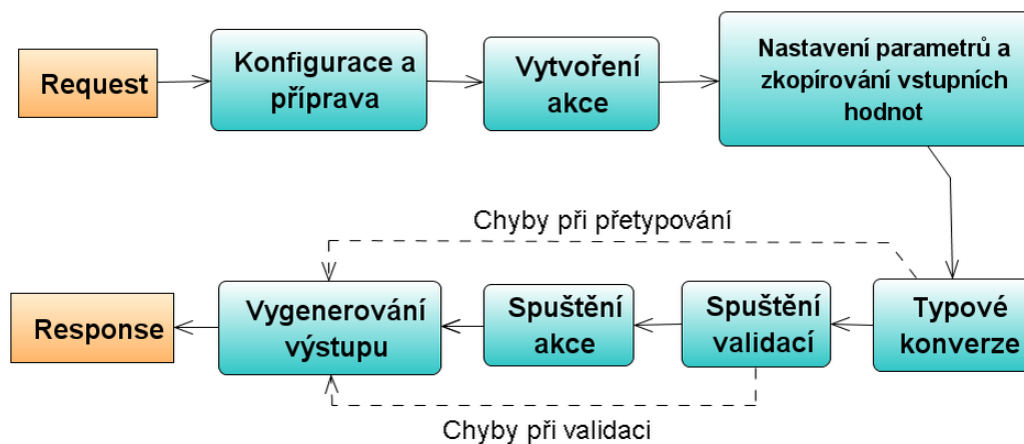 Request
Konfigurace a
příprava
Vytvoření
akce
Nastavení parametrů a
zkopírování vstupních
hodnot
Chyby při přetypování
Response
Vygenerování
výstupu
Spuštění
akce
Spuštění
validací
Typové
konverze
Chyby při validaci